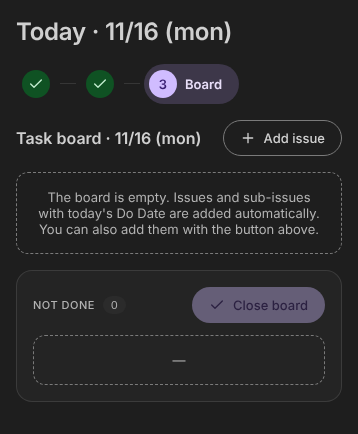 Today · 11/16 (mon)
3 Board
Task board · 11/16 (mon)
+ Add issue
The board is empty. Issues and sub-issues
with today's Do Date are added automatically.
You can also add them with the button above.
NOT DONE 0
Close board
—